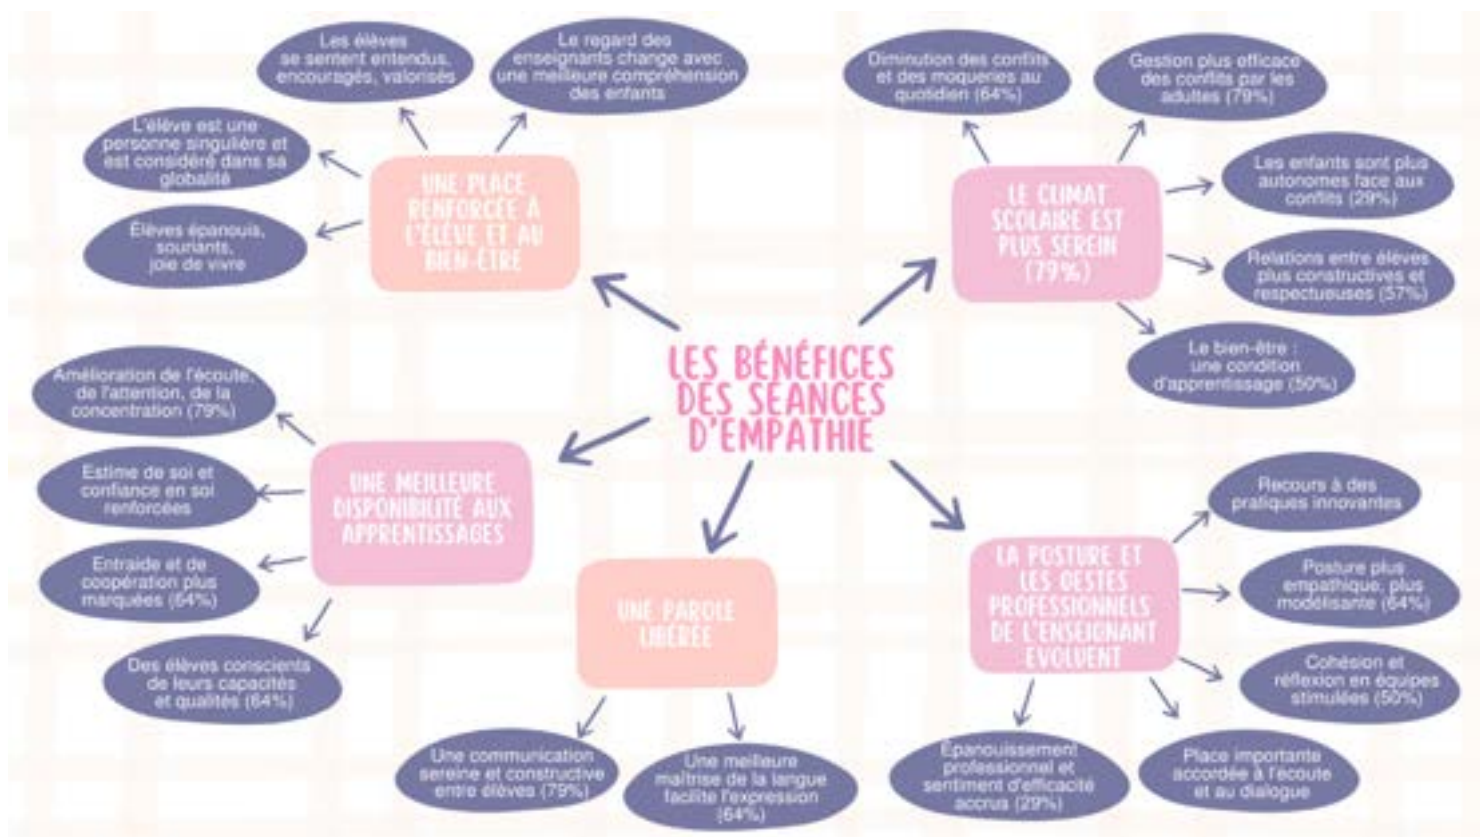 Les élèves
se sentent entendus,
encouragés, valorisés
Le regard des
enseignants change avec
une meilleure compréhension
des enfants
L'élève est une
personne singulière et
est considéré dans sa
globalité
Élèves épanouis,
souriants,
joie de vivre
UNE PLACE
RENFORCÉE À
L'ÉLÈVE ET AU
BIEN-ÊTRE
Diminution des conflits
et des moqueries au
quotidien (64%)
Gestion plus efficace
des conflits par les
adultes (79%)
Les enfants sont plus
autonomes face aux
conflits (29%)
Relations entre élèves
plus constructives et
respectueuses (57%)
Le bien-être :
une condition
d'apprentissage (50%)
LE CLIMAT
SCOLAIRE EST
PLUS SEREIN
(79%)
LES BÉNÉFICES
DES SÉANCES
D'EMPATHIE
Amélioration de l'écoute,
de l'attention, de la
concentration (79%)
Estime de soi et
confiance en soi
renforcées
Entraide et de
coopération plus
marquées (64%)
Des élèves conscients
de leurs capacités
et qualités (64%)
UNE MEILLEURE
DISPONIBILITÉ AUX
APPRENTISSAGES
UNE PAROLE
LIBÉRÉE
Une communication
sereine et constructive
entre élèves (79%)
Une meilleure
maîtrise de la langue
facilite l'expression
(64%)
LA POSTURE ET
LES GESTES
PROFESSIONNELS
DE L'ENSEIGNANT
EVOLUENT
Recours à des
pratiques innovantes
Posture plus
empathique, plus
modélisante (64%)
Cohésion et
réflexion en équipes
stimulées (50%)
Place importante
accordée à l'écoute
et au dialogue
Épanouissement
professionnel et
sentiment d'efficacité
accrus (29%)